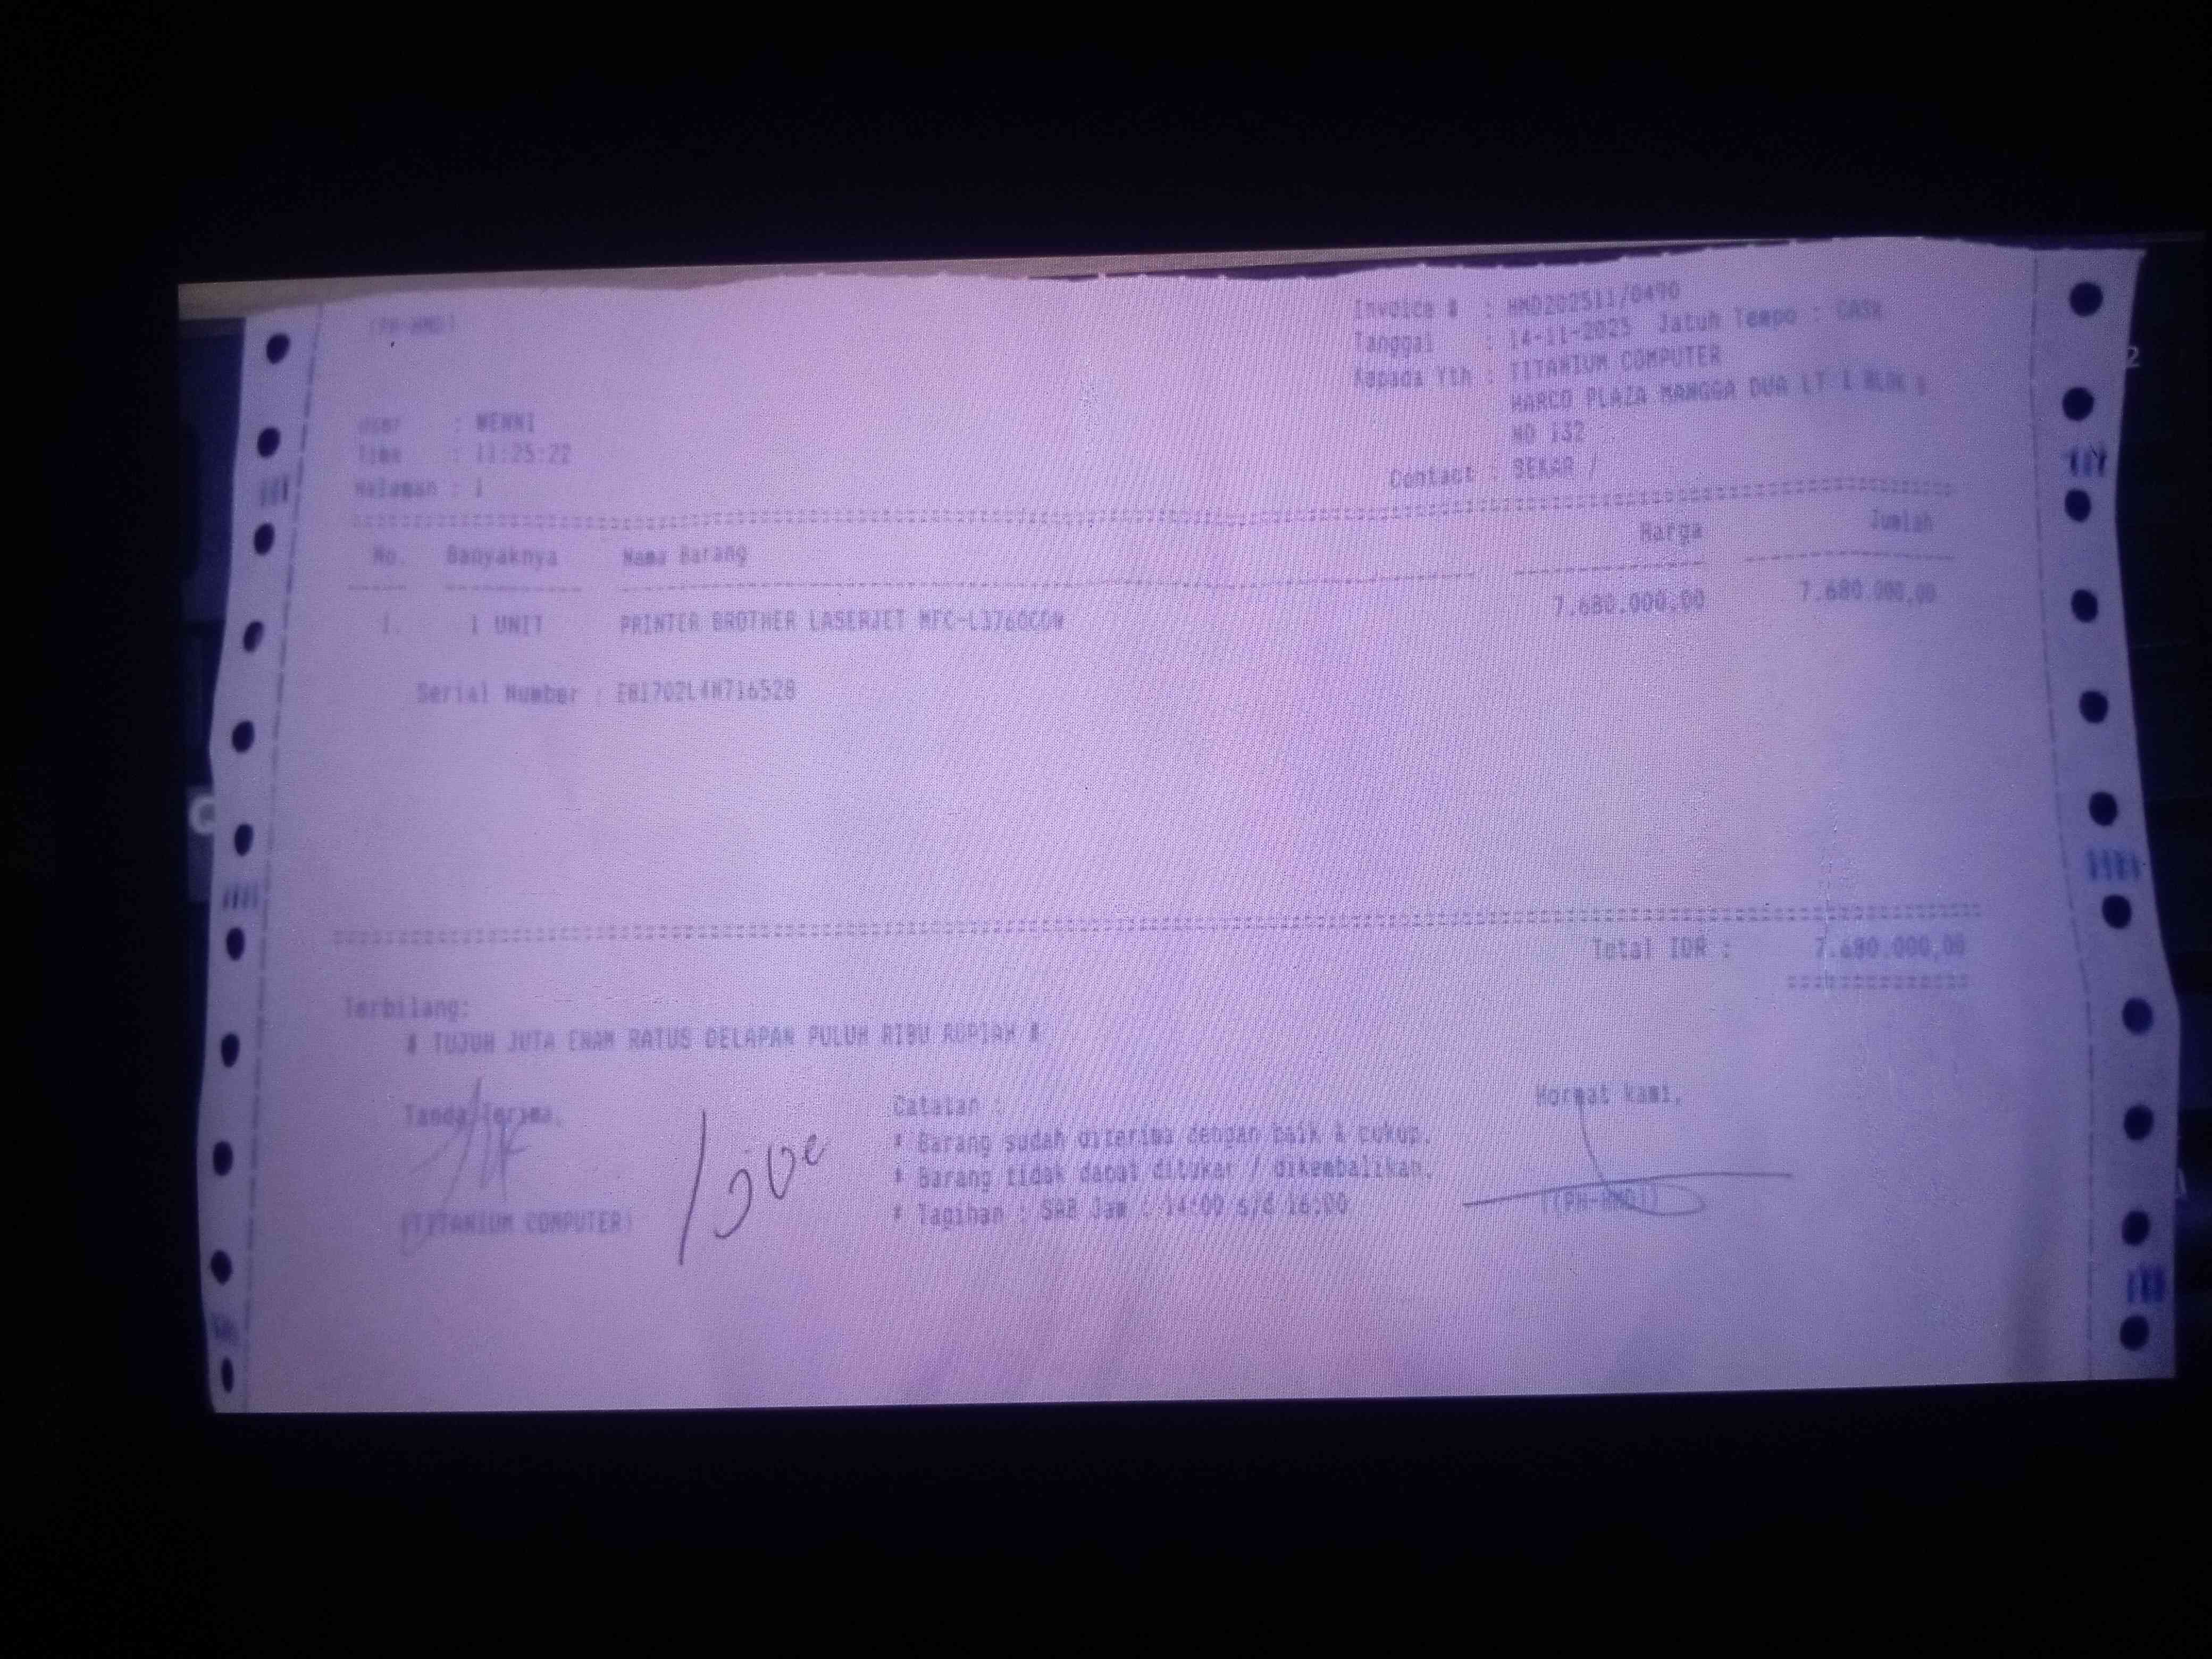 (PH-HMD)
Invoice # : HMD202511/0490
Tanggal : 14-11-2025 Jatuh Tempo : CASH
Kepada Yth : TITANIUM COMPUTER
HARCO PLAZA MANGGA DUA LT 1 BLOK
NO 132
Contact : SEKAR /
User : WENNI
Time : 11:25:22
Halaman : 1
No. Banyaknya Nama Barang Harga Jumlah
1. 1 UNIT PRINTER BROTHER LASERJET MFC-L3760CDW 7.680.000,00 7.680.000,00
Serial Number :
Total IDR : 7.680.000,00
Terbilang:
# TUJUH JUTA ENAM RATUS DELAPAN PULUH RIBU RUPIAH #
Tanda Terima,
Catatan :
Hormat kami,
* Barang sudah diterima dengan baik & cukup.
* Barang tidak dapat ditukar / dikembalikan.
* Tagihan : SAB Jam : 14:00 s/d 16:00
(TITANIUM COMPUTER)
(PH-HMD)